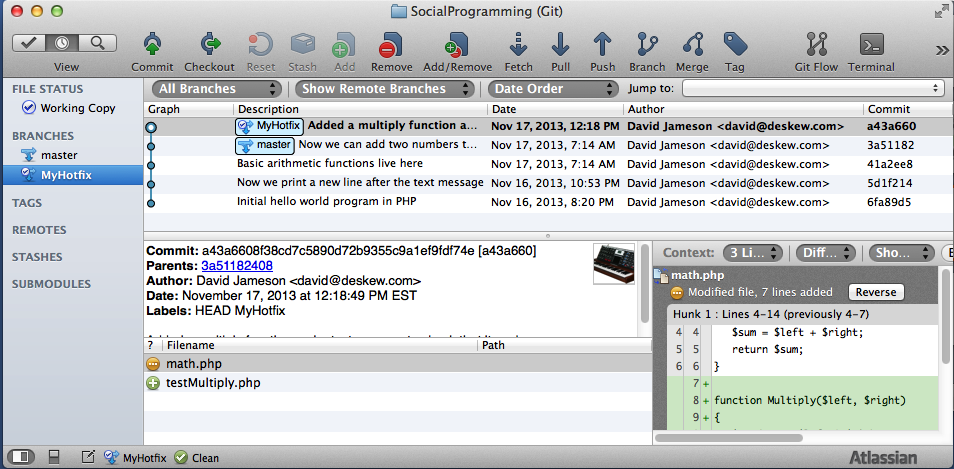 SocialProgramming (Git)
View Commit Checkout Reset Stash Add Remove Add/Remove Fetch Pull Push Branch Merge Tag Git Flow Terminal
FILE STATUS
Working Copy
BRANCHES
master
MyHotfix
TAGS
REMOTES
STASHES
SUBMODULES
All Branches Show Remote Branches Date Order Jump to:
Graph Description Date Author Commit
MyHotfix Added a multiply function a... Nov 17, 2013, 12:18 PM David Jameson <david@deskew.com> a43a660
master Now we can add two numbers t... Nov 17, 2013, 7:14 AM David Jameson <david@deskew.com> 3a51182
Basic arithmetic functions live here Nov 17, 2013, 7:14 AM David Jameson <david@deskew.com> 41a2ee8
Now we print a new line after the text message Nov 16, 2013, 10:53 PM David Jameson <david@deskew.com> 5d1f214
Initial hello world program in PHP Nov 16, 2013, 8:20 PM David Jameson <david@deskew.com> 6fa89d5
Commit: a43a6608f38cd7c5890d72b9355c9a1ef9fdf74e [a43a660]
Parents: 3a51182408
Author: David Jameson <david@deskew.com>
Date: November 17, 2013 at 12:18:49 PM EST
Labels: HEAD MyHotfix
? Filename Path
math.php
testMultiply.php
Context: 3 Li... Diff... Sho...
math.php
Modified file, 7 lines added Reverse
Hunk 1 : Lines 4-14 (previously 4-7)
4 4 $sum = $left + $right;
5 5 return $sum;
6 6 }
7 +
8 + function Multiply($left, $right)
9 + {
MyHotfix Clean Atlassian